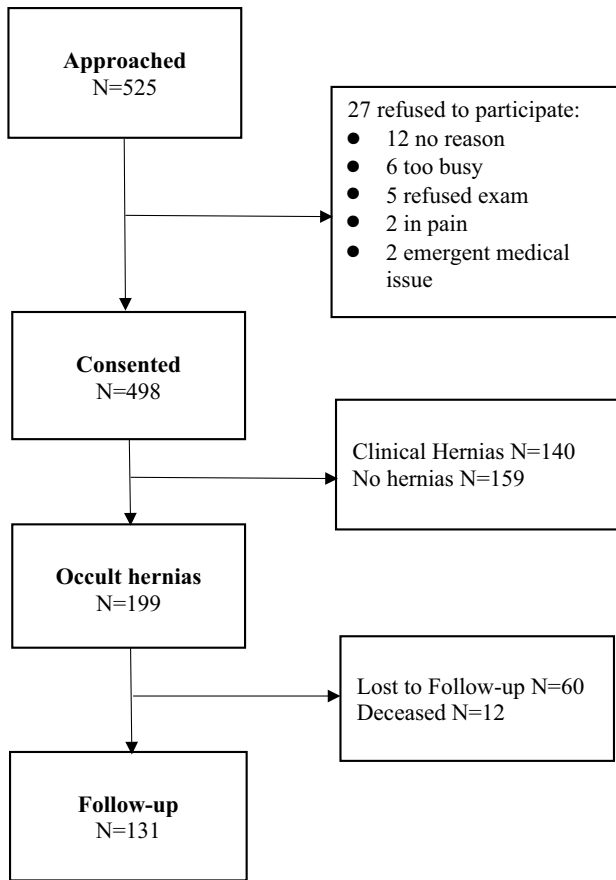 Approached
N=525
27 refused to participate:
● 12 no reason
● 6 too busy
● 5 refused exam
● 2 in pain
● 2 emergent medical
issue
Consented
N=498
Clinical Hernias N=140
No hernias N=159
Occult hernias
N=199
Lost to Follow-up N=60
Deceased N=12
Follow-up
N=131